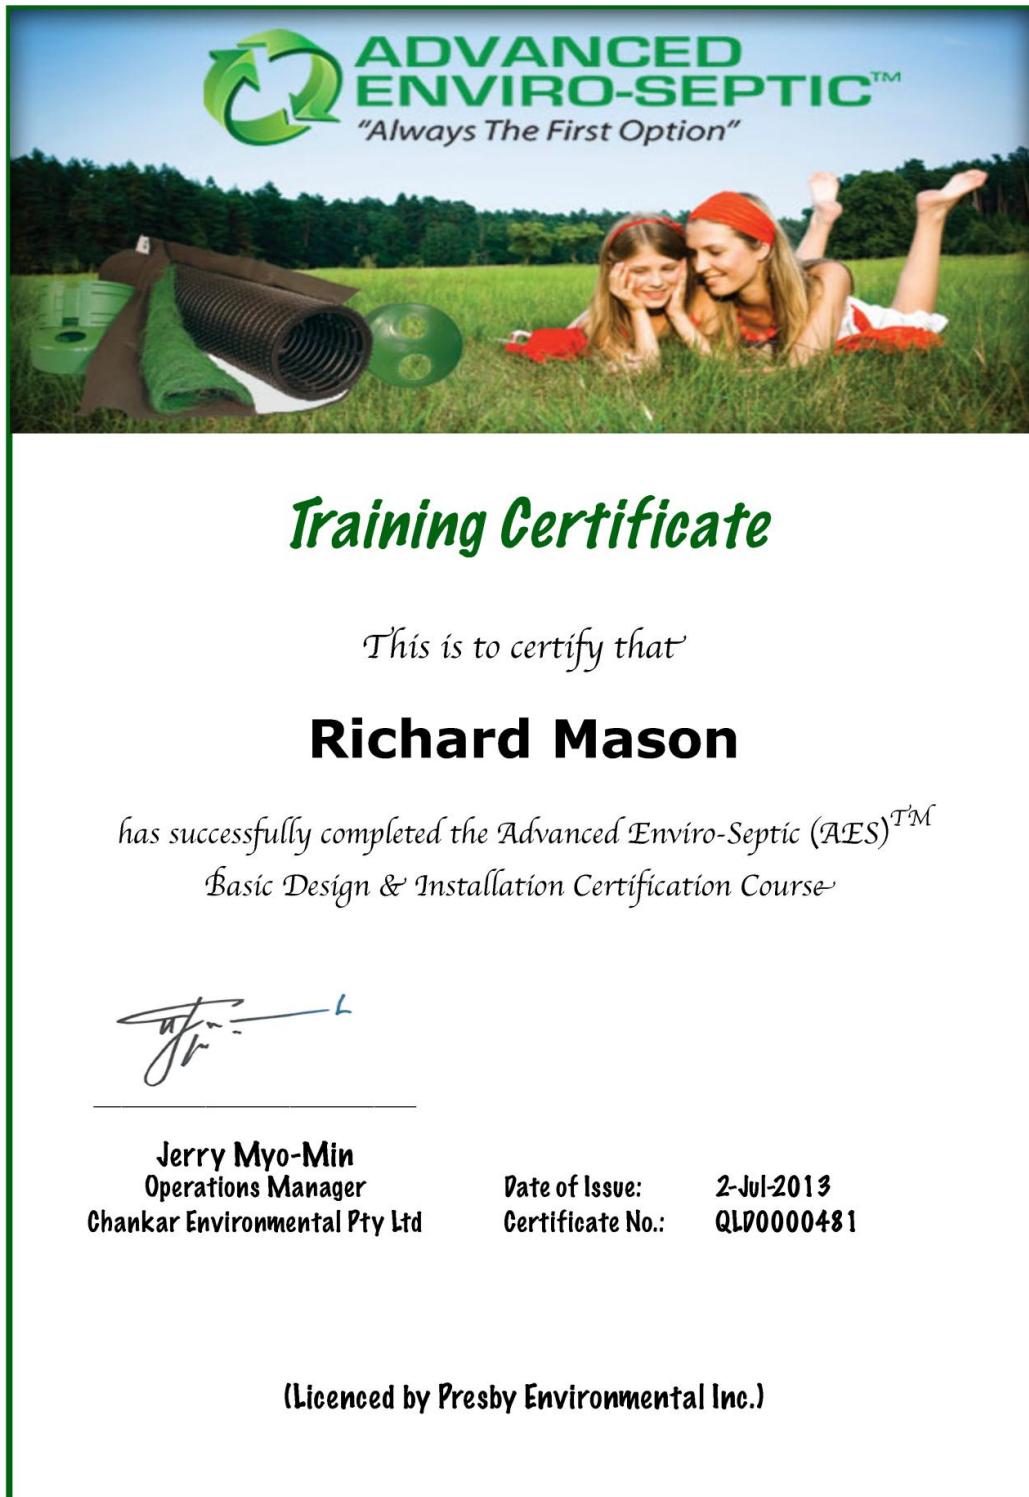 ADVANCED
ENVIRO-SEPTIC™
"Always The First Option"
Training Certificate
This is to certify that
Richard Mason
has successfully completed the Advanced Enviro-Septic (AES)™
Basic Design & Installation Certification Course
Jerry Myo-Min
Operations Manager
Chankar Environmental Pty Ltd
Date of Issue: 2-Jul-2013
Certificate No.: QLD0000481
(Licenced by Presby Environmental Inc.)